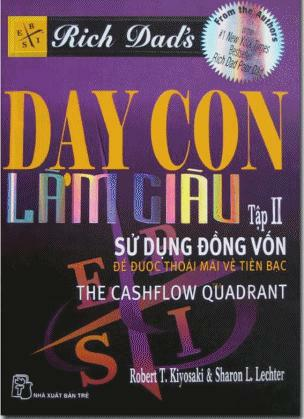 E B
S I
Rich Dad's
From the Authors
#1 New York Times
Bestseller
Rich Dad Poor Dad
DẠY CON
LÀM GIÀU Tập II
SỬ DỤNG ĐỒNG VỐN
ĐỂ ĐƯỢC THOẢI MÁI VỀ TIỀN BẠC
E B
THE CASHFLOW QUADRANT
S I
Robert T. Kiyosaki & Sharon L. Lechter
NHÀ XUẤT BẢN TRẺ